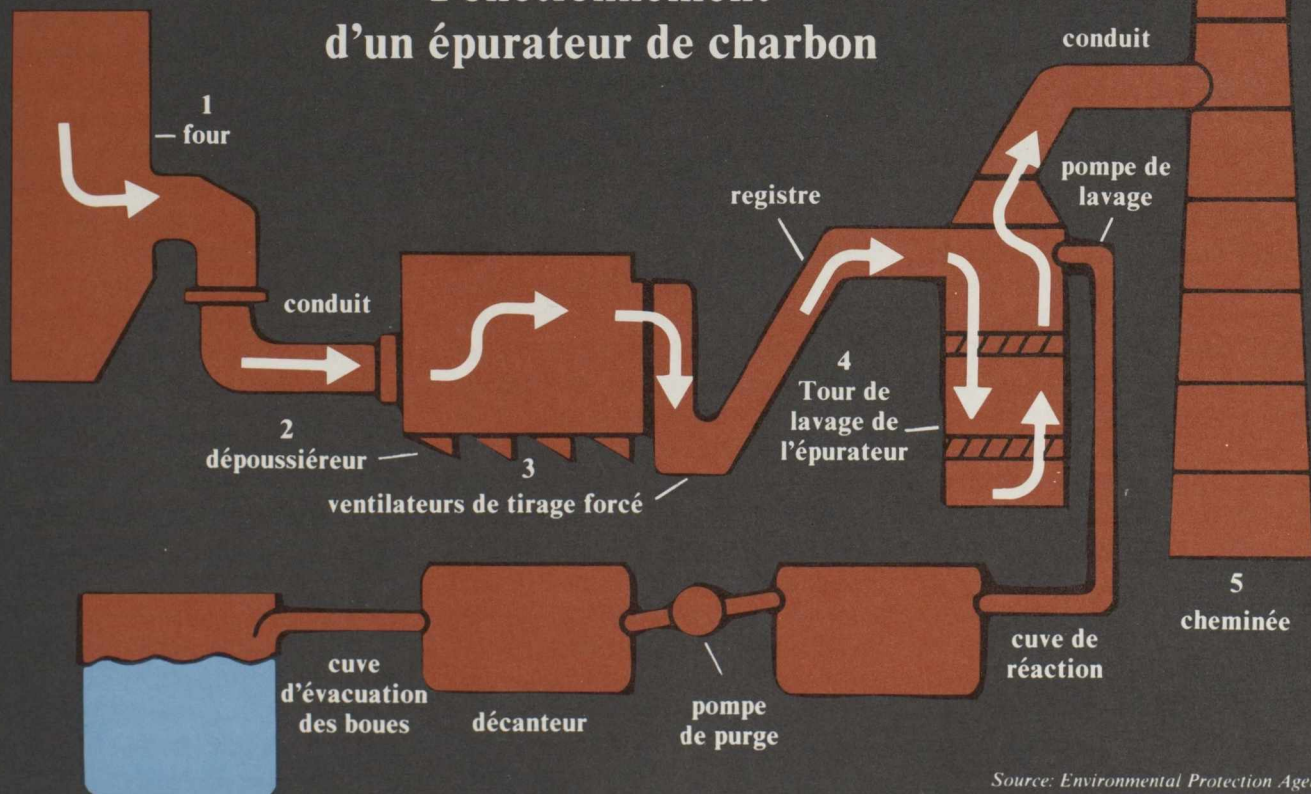 d'un épurateur de charbon
conduit
1
four
pompe de
lavage
registre
conduit
4
Tour de
lavage de
l'épurateur
2
dépoussiéreur
3
ventilateurs de tirage forcé
5
cheminée
cuve de
réaction
cuve
d'évacuation
des boues
décanteur
pompe
de purge
Source: Environmental Protection